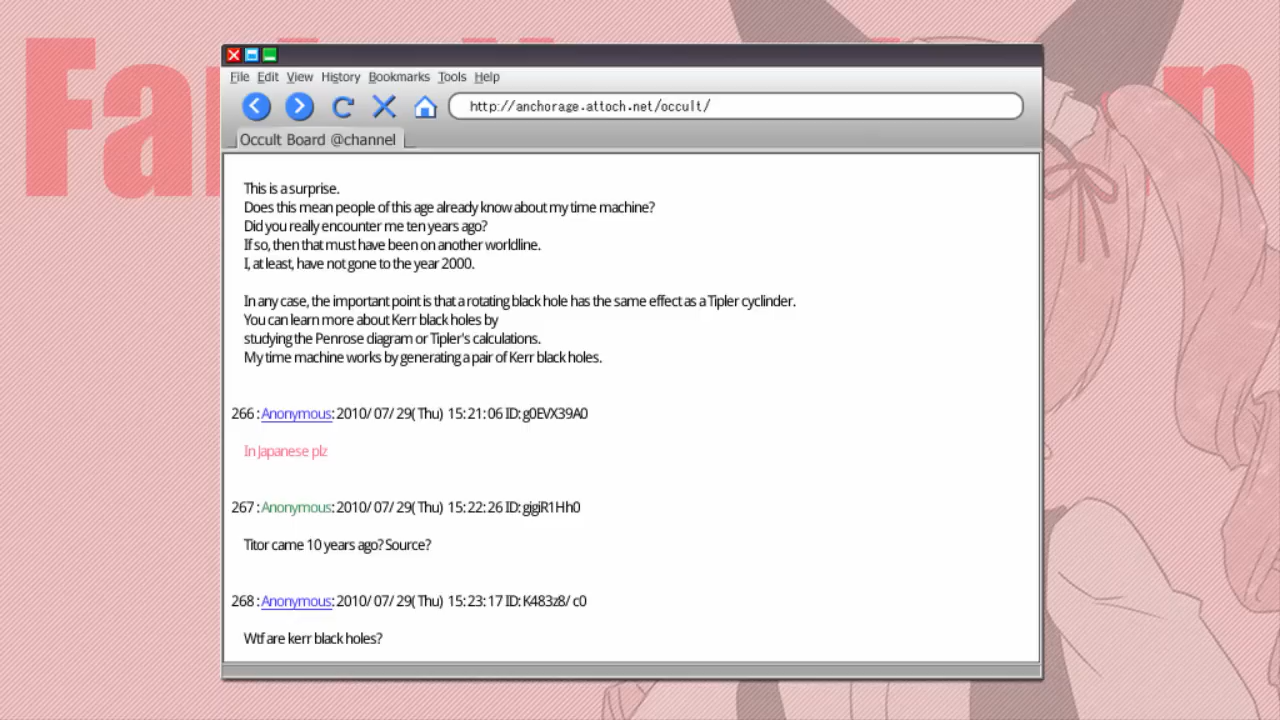 File Edit View History Bookmarks Tools Help
http://anchorage.attoch.net/occult/
Occult Board @channel
This is a surprise.
Does this mean people of this age already know about my time machine?
Did you really encounter me ten years ago?
If so, then that must have been on another worldline.
I, at least, have not gone to the year 2000.
In any case, the important point is that a rotating black hole has the same effect as a Tipler cyclinder.
You can learn more about Kerr black holes by
studying the Penrose diagram or Tipler's calculations.
My time machine works by generating a pair of Kerr black holes.
266:Anonymous:2010/07/29(Thu) 15:21:06 ID:g0EVX39A0
In Japanese plz
267:Anonymous:2010/07/29(Thu) 15:22:26 ID:gigiR1Hh0
Titor came 10 years ago? Source?
268:Anonymous:2010/07/29(Thu) 15:23:17 ID:K483z8/c0
Wtf are kerr black holes?